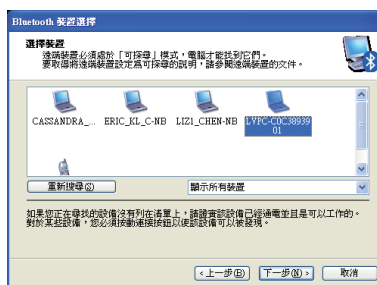 Bluetooth 裝置選擇
選擇裝置
遠端裝置必須處於「可探尋」模式，電腦才能找到它們。
要取得將遠端裝置設定為可探尋的說明，請參閱遠端裝置的文件。
CASSANDRA_... ERIC_KL_C-NB LIZ1_CHEN-NB LYPC-C0C38939
01
重新搜尋(S) 顯示所有裝置
如果您正在尋找的設備沒有列在清單上，請證實該設備已經通電並且是可以工作的。
對於某些設備，您必須按動連接按鈕以使該設備可以被發現。
<上一步(B) 下一步(N)> 取消